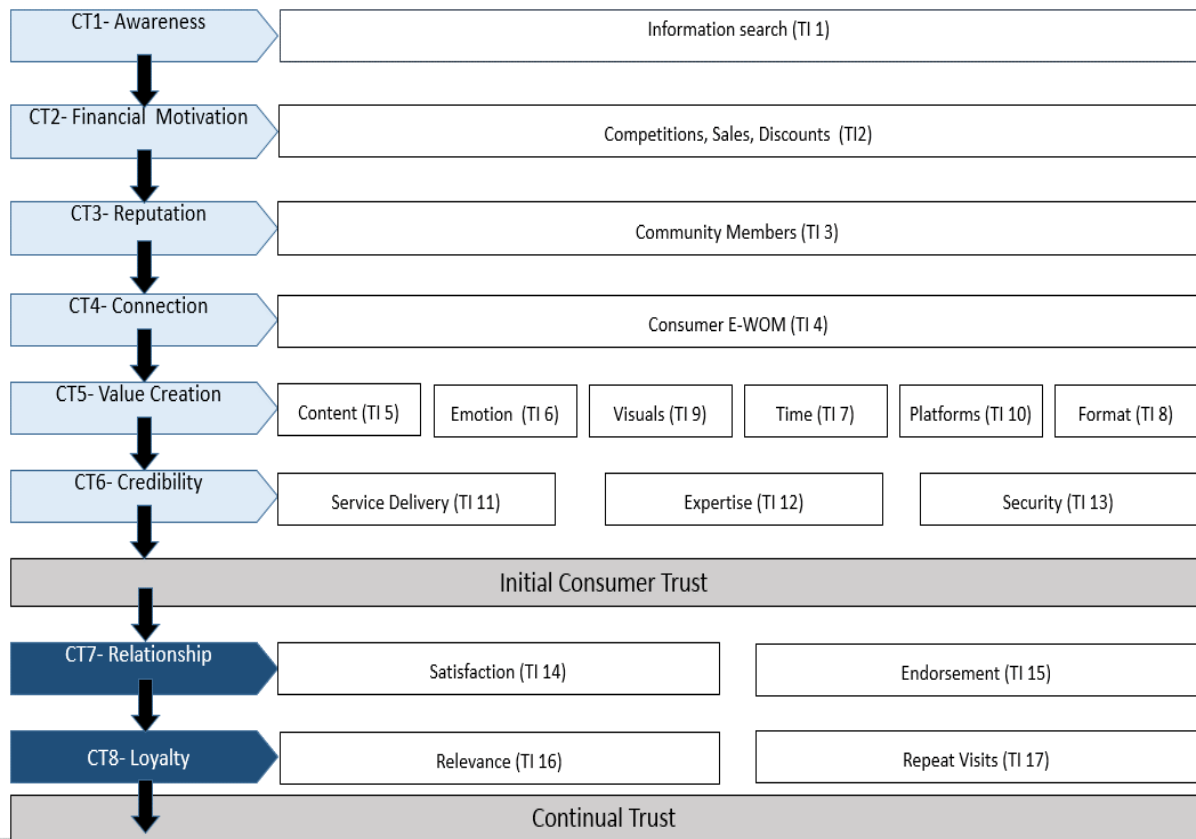 CT1- Awareness
Information search (TI 1)
CT2- Financial Motivation
Competitions, Sales, Discounts (TI2)
CT3- Reputation
Community Members (TI 3)
CT4- Connection
Consumer E-WOM (TI 4)
CT5- Value Creation
Content (TI 5)
Emotion (TI 6)
Visuals (TI 9)
Time (TI 7)
Platforms (TI 10)
Format (TI 8)
CT6- Credibility
Service Delivery (TI 11)
Expertise (TI 12)
Security (TI 13)
Initial Consumer Trust
CT7- Relationship
Satisfaction (TI 14)
Endorsement (TI 15)
CT8- Loyalty
Relevance (TI 16)
Repeat Visits (TI 17)
Continual Trust